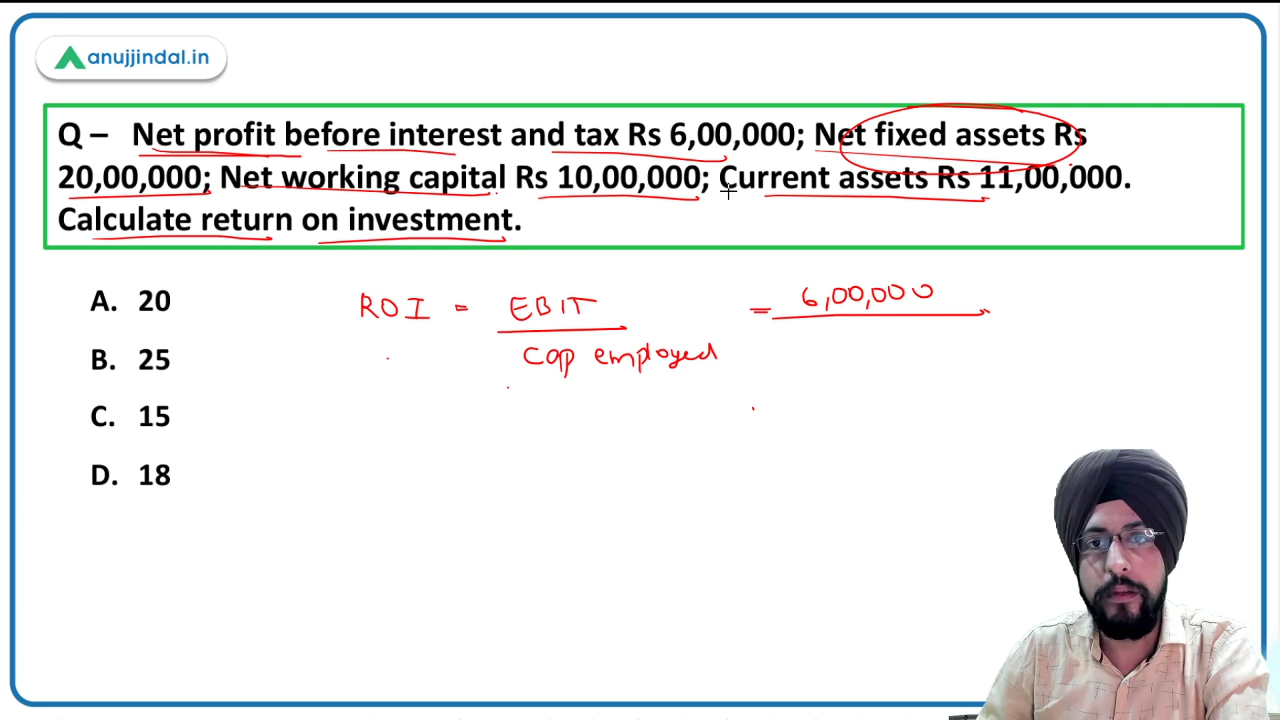 anujjindal.in
Q – Net profit before interest and tax Rs 6,00,000; Net fixed assets Rs
20,00,000; Net working capital Rs 10,00,000; Current assets Rs 11,00,000.
Calculate return on investment.
A. 20
ROI = EBIT = 6,00,000
B. 25
Cap employed
C. 15
D. 18